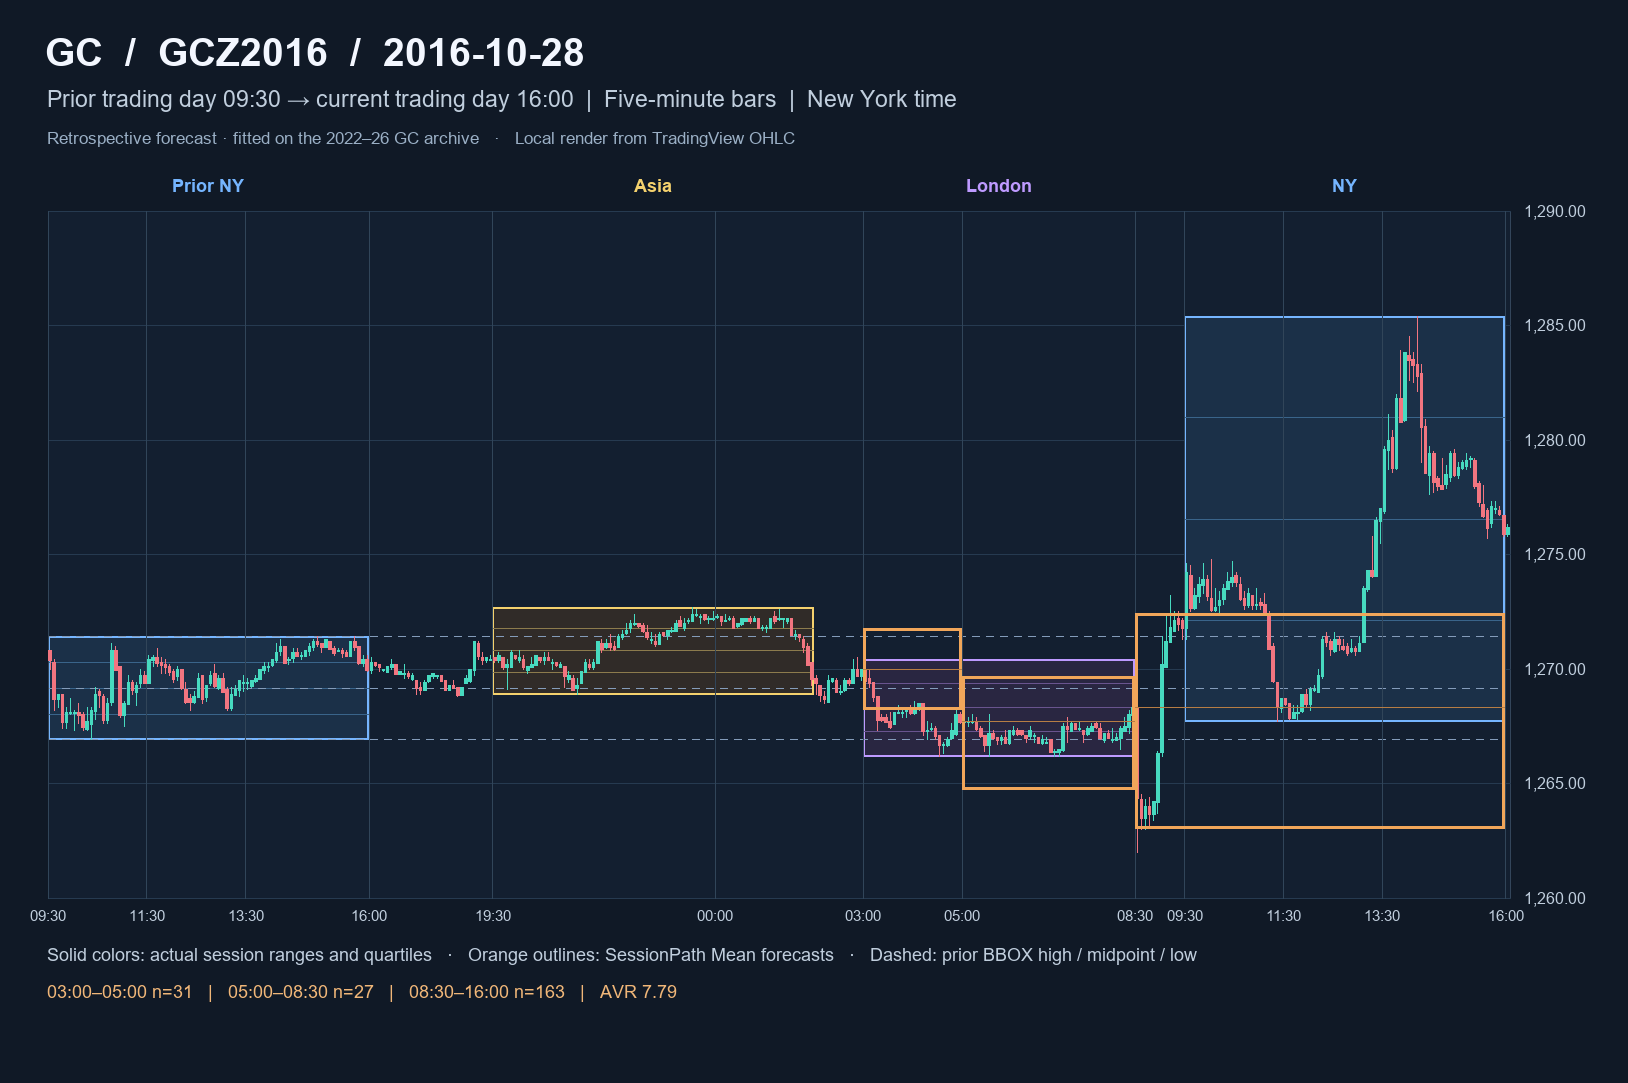 GC / GCZ2016 / 2016-10-28
Prior trading day 09:30 → current trading day 16:00 | Five-minute bars | New York time
Retrospective forecast · fitted on the 2022–26 GC archive · Local render from TradingView OHLC
Prior NY Asia London NY
1,290.00
1,285.00
1,280.00
1,275.00
1,270.00
1,265.00
1,260.00
09:30 11:30 13:30 16:00 19:30 00:00 03:00 05:00 08:30 09:30 11:30 13:30 16:00
Solid colors: actual session ranges and quartiles · Orange outlines: SessionPath Mean forecasts · Dashed: prior BBOX high / midpoint / low
03:00–05:00 n=31 | 05:00–08:30 n=27 | 08:30–16:00 n=163 | AVR 7.79